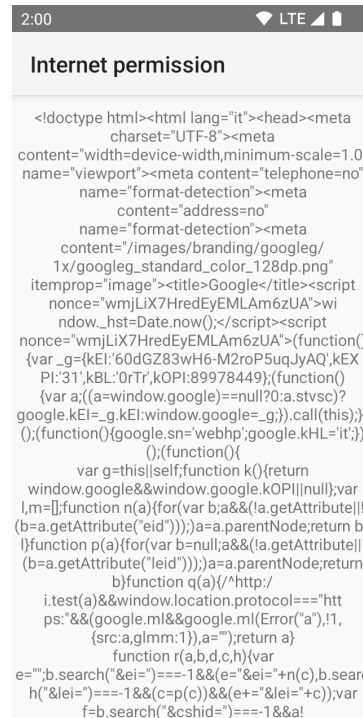 2:00 LTE
Internet permission
<!doctype html><html lang="it"><head><meta
charset="UTF-8"><meta
content="width=device-width,minimum-scale=1.0
name="viewport"><meta content="telephone=no"
name="format-detection"><meta
content="address=no"
name="format-detection"><meta
content="/images/branding/googleg/
1x/googleg_standard_color_128dp.png"
itemprop="image"><title>Google</title><script
nonce="wmjLiX7HredEyEMLAm6zUA">wi
ndow._hst=Date.now();</script><script
nonce="wmjLiX7HredEyEMLAm6zUA">(function()
{var _g={kEI:'60dGZ83wH6-M2roP5uqJyAQ',kEX
PI:'31',kBL:'0rTr',kOPI:89978449};(function()
{var a;((a=window.google)==null?0:a.stvsc)?
google.kEI=_g.kEI:window.google=_g;}).call(this);})
();(function(){google.sn='webhp';google.kHL='it';})
();(function(){
var g=this||self;function k(){return
window.google&&window.google.kOPI||null};var
l,m=[];function n(a){for(var b;a&&(!a.getAttribute||!
(b=a.getAttribute("eid")));)a=a.parentNode;return b|
l}function p(a){for(var b=null;a&&(!a.getAttribute||
(b=a.getAttribute("leid")));)a=a.parentNode;return
b}function q(a){/^http:/
i.test(a)&&window.location.protocol==="htt
ps:"&&(google.ml&&google.ml(Error("a"),!1,
{src:a,glmm:1}),a="");return a}
function r(a,b,d,c,h){var
e="";b.search("&ei=")===-1&&(e="&ei="+n(c),b.searc
h("&lei=")===-1&&(c=p(c))&&(e+="&lei="+c));var
f=b.search("&cshid=")===-1&&a!